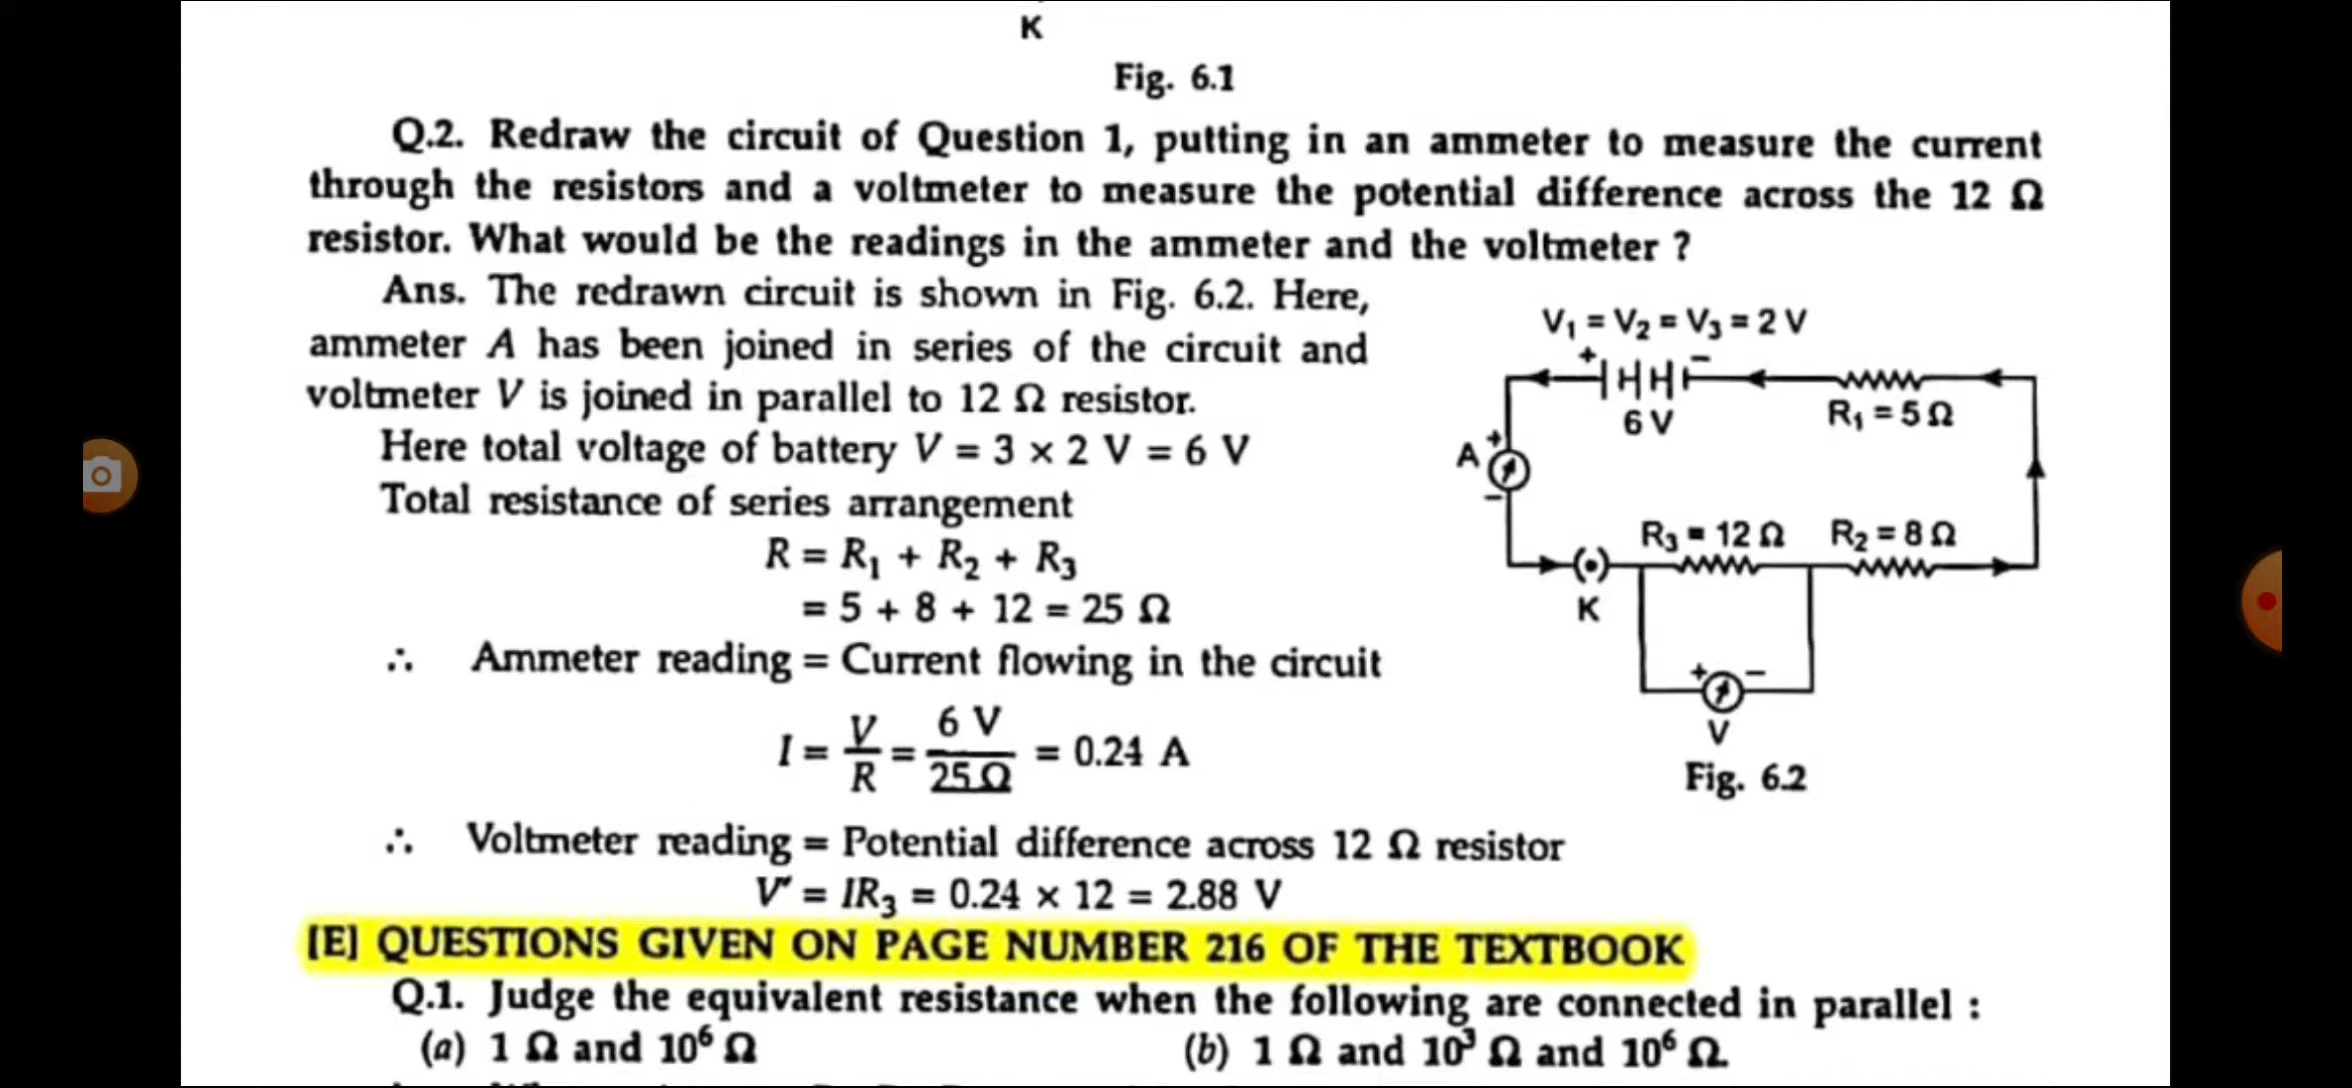 K
Fig. 6.1
Q.2. Redraw the circuit of Question 1, putting in an ammeter to measure the current
through the resistors and a voltmeter to measure the potential difference across the 12 Ω
resistor. What would be the readings in the ammeter and the voltmeter ?
Ans. The redrawn circuit is shown in Fig. 6.2. Here,
ammeter A has been joined in series of the circuit and
voltmeter V is joined in parallel to 12 Ω resistor.
Here total voltage of battery V = 3 × 2 V = 6 V
Total resistance of series arrangement
R = R₁ + R₂ + R₃
= 5 + 8 + 12 = 25 Ω
∴ Ammeter reading = Current flowing in the circuit
I = V/R = 6 V/25 Ω = 0.24 A
V₁ = V₂ = V₃ = 2 V
+ −
6 V
R₁ = 5 Ω
A
+
−
R₃ = 12 Ω R₂ = 8 Ω
K
+ −
V
Fig. 6.2
∴ Voltmeter reading = Potential difference across 12 Ω resistor
V' = IR₃ = 0.24 × 12 = 2.88 V
[E] QUESTIONS GIVEN ON PAGE NUMBER 216 OF THE TEXTBOOK
Q.1. Judge the equivalent resistance when the following are connected in parallel :
(a) 1 Ω and 10⁶ Ω (b) 1 Ω and 10³ Ω and 10⁶ Ω.